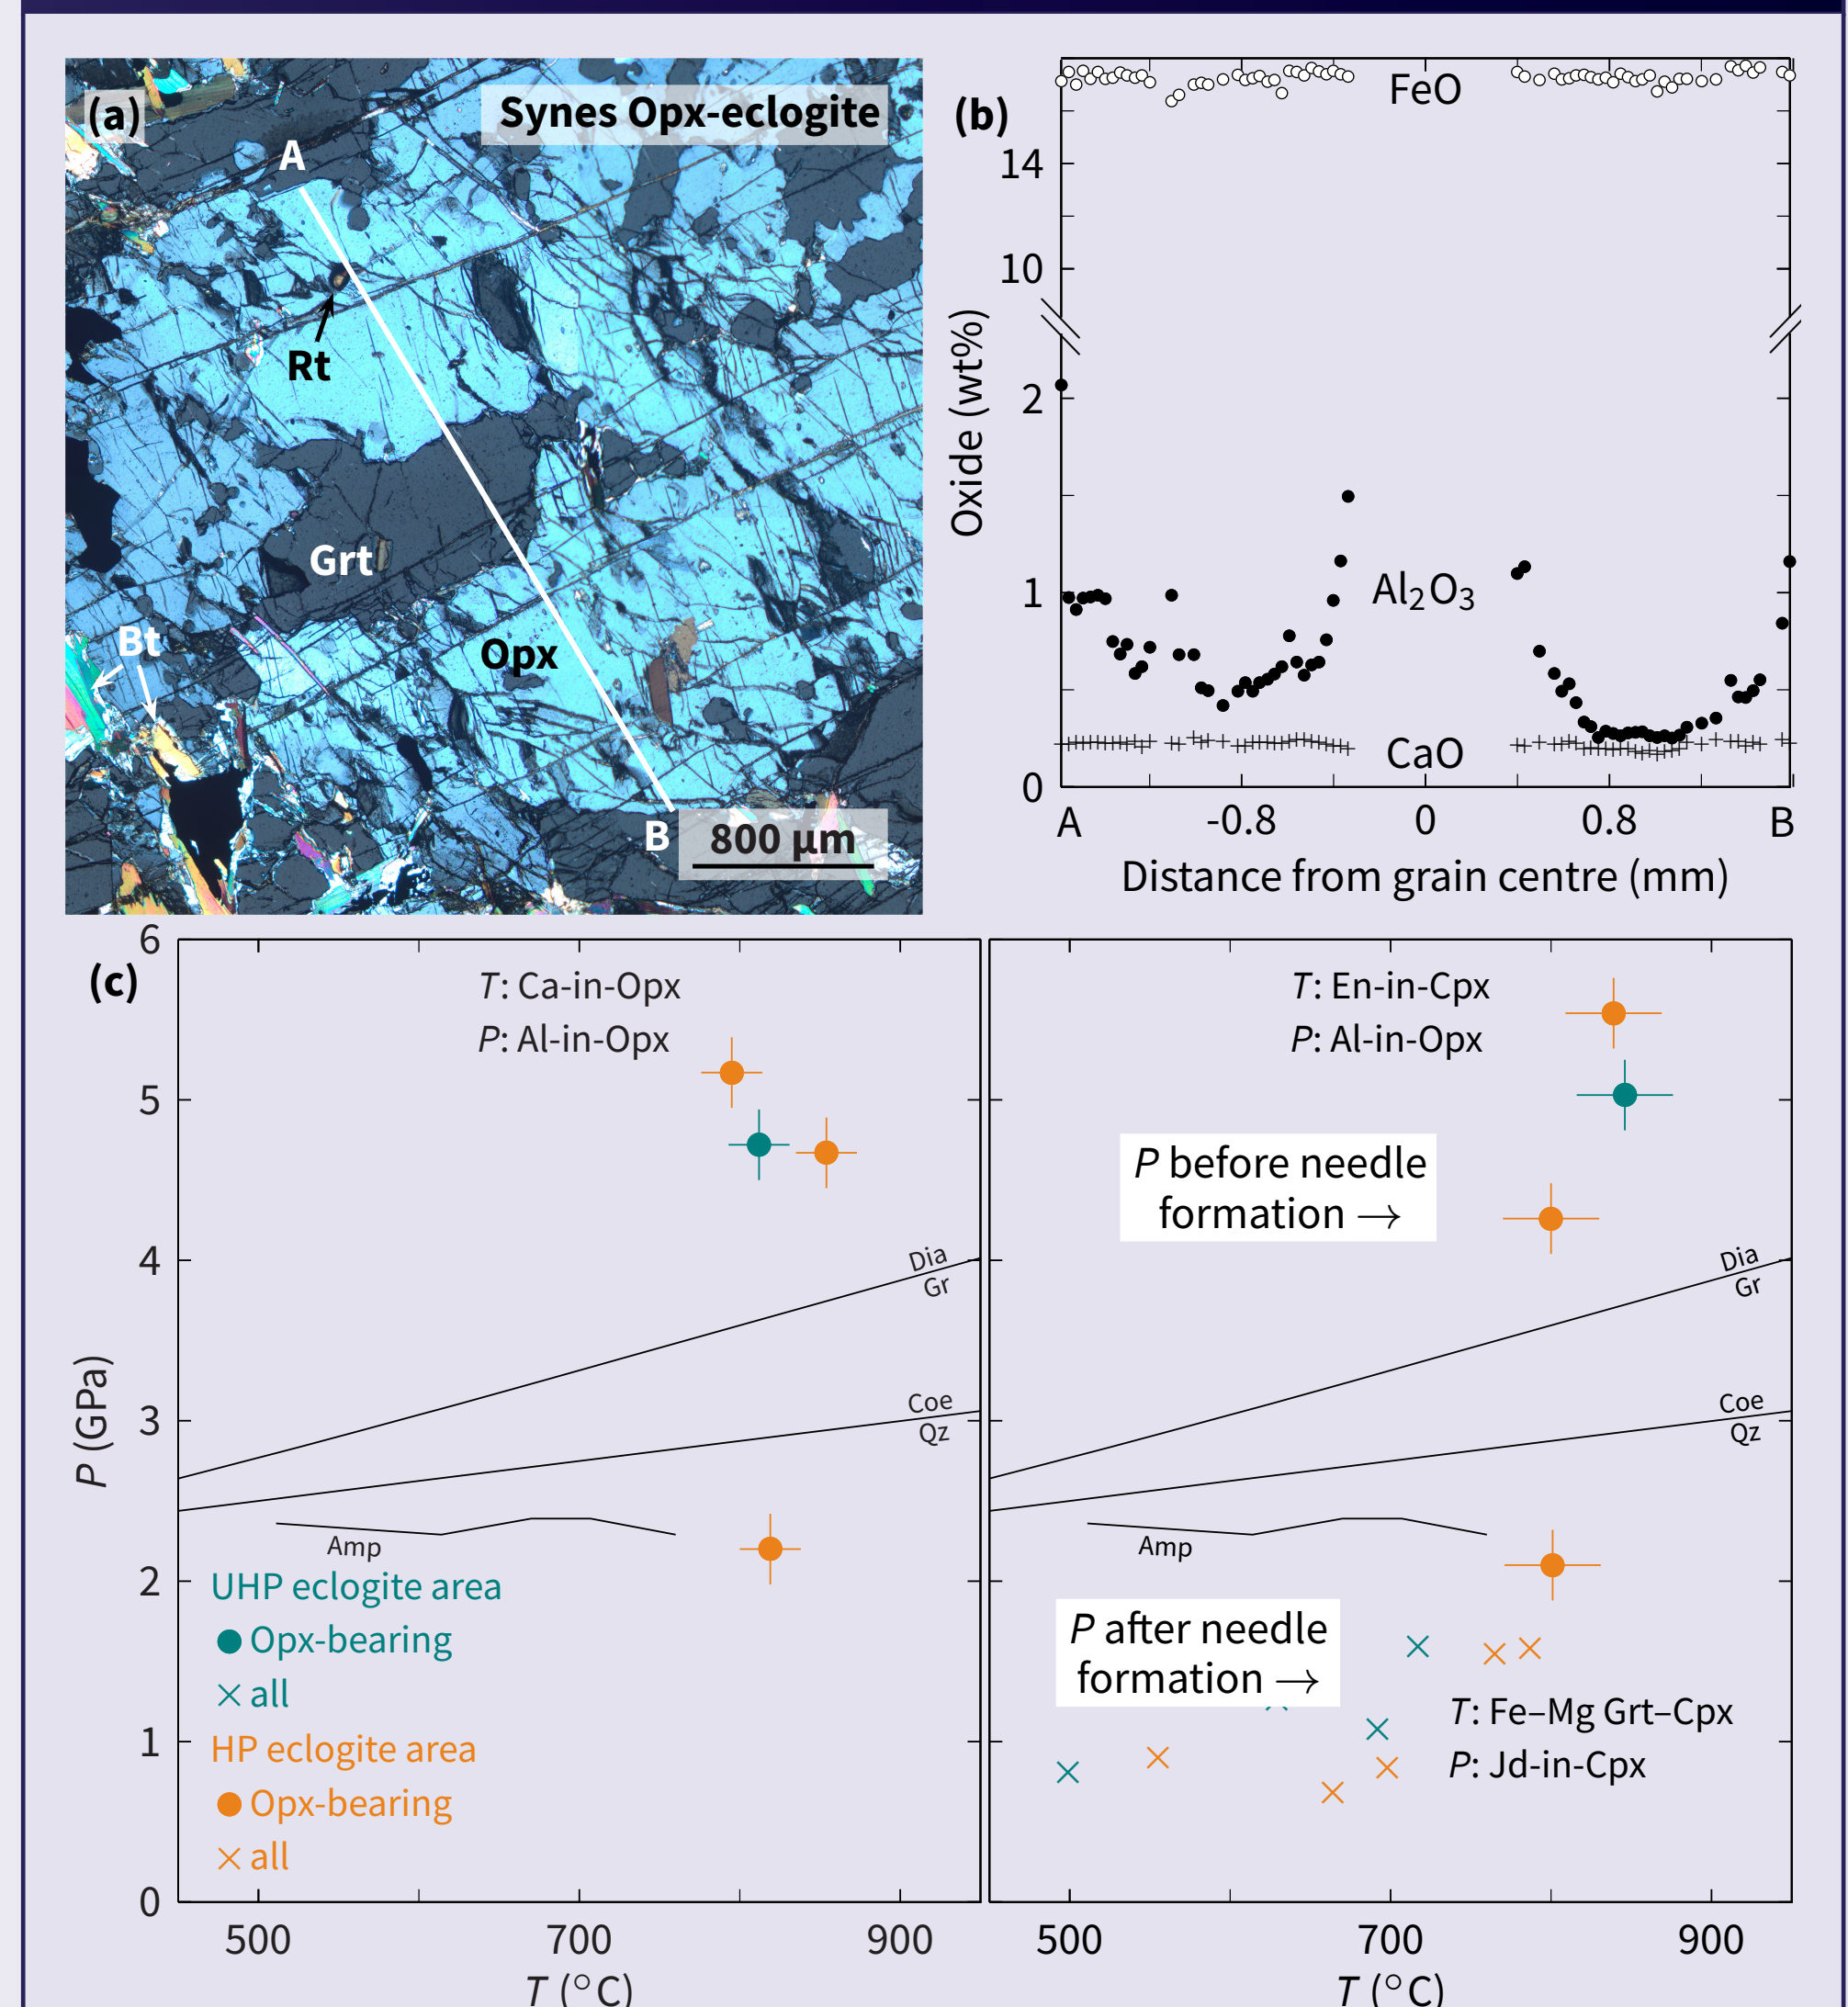 (a)
Synes Opx-eclogite
A
Rt
Grt
Bt
Opx
B
800 µm
(b)
FeO
14
10
Oxide (wt%)
2
1
Al₂O₃
CaO
0
A
-0.8
0
0.8
B
Distance from grain centre (mm)
(c)
6
5
4
3
2
1
0
P (GPa)
T: Ca-in-Opx
P: Al-in-Opx
Dia
Gr
Coe
Qz
Amp
UHP eclogite area
Opx-bearing
× all
HP eclogite area
Opx-bearing
× all
500
700
900
T (°C)
T: En-in-Cpx
P: Al-in-Opx
P before needle
formation →
Dia
Gr
Coe
Qz
Amp
P after needle
formation →
T: Fe–Mg Grt–Cpx
P: Jd-in-Cpx
500
700
900
T (°C)